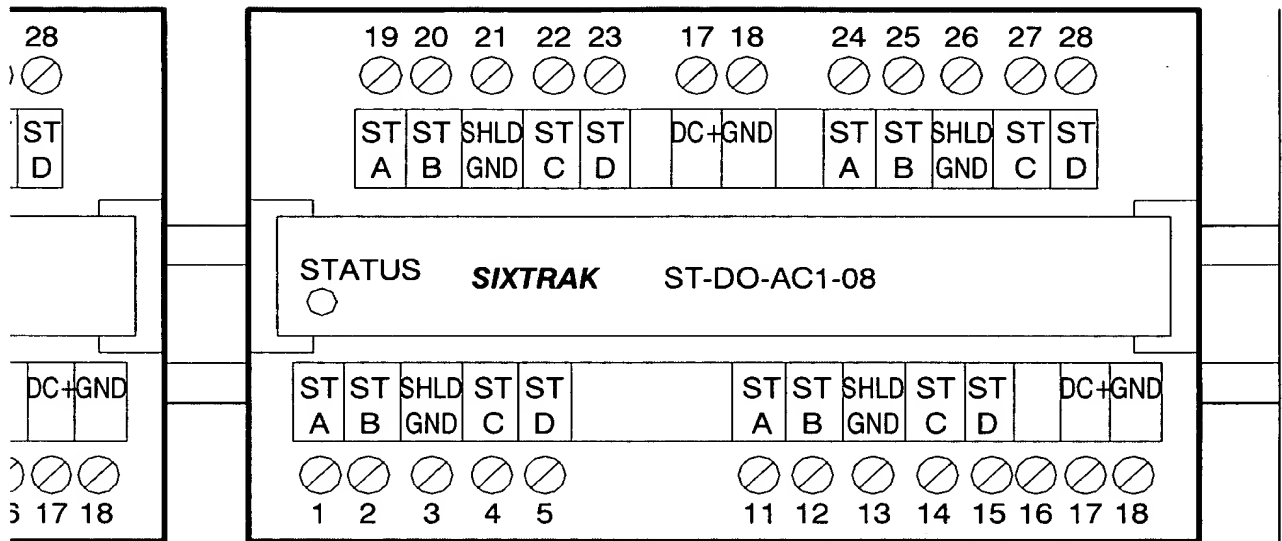 28
ST
D
DC+ GND
6 17 18
19 20 21 22 23 17 18 24 25 26 27 28
ST ST SHLD ST ST DC+ GND ST ST SHLD ST ST
A B GND C D A B GND C D
STATUS SIXTRAK ST-DO-AC1-08
ST ST SHLD ST ST ST ST SHLD ST ST DC+ GND
A B GND C D A B GND C D
1 2 3 4 5 11 12 13 14 15 16 17 18